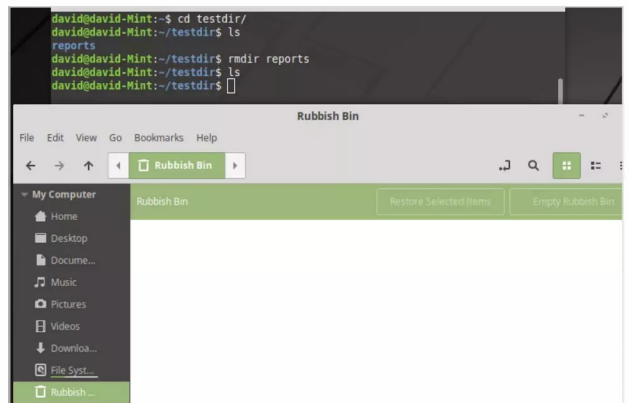 david@david-Mint:~$ cd testdir/
david@david-Mint:~/testdir$ ls
reports
david@david-Mint:~/testdir$ rmdir reports
david@david-Mint:~/testdir$ ls
david@david-Mint:~/testdir$
Rubbish Bin
File Edit View Go Bookmarks Help
Rubbish Bin
My Computer
Home
Desktop
Docume...
Music
Pictures
Videos
Downloa...
File Syst...
Rubbish ...
Rubbish Bin
Restore Selected Items
Empty Rubbish Bin